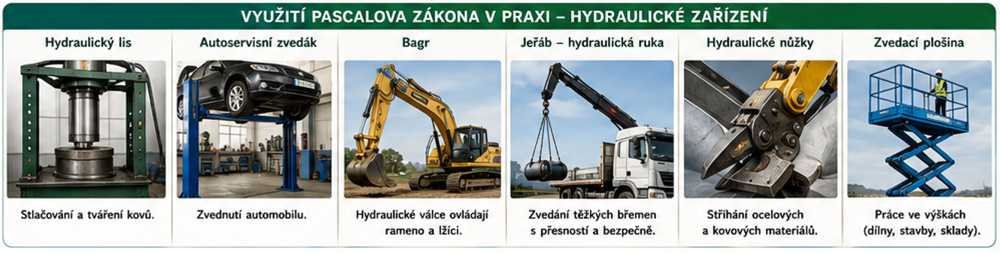 VYUŽITÍ PASCALOVA ZÁKONA V PRAXI – HYDRAULICKÉ ZAŘÍZENÍ
Hydraulický lis
Stlačování a tváření kovů.
Autoservisní zvedák
Zvednutí automobilu.
Bagr
Hydraulické válce ovládají
rameno a lžíci.
Jeřáb – hydraulická ruka
Zvedání těžkých břemen
s přesností a bezpečně.
Hydraulické nůžky
Stříhání ocelových
a kovových materiálů.
Zvedací plošina
Práce ve výškách
(dílny, stavby, sklady).